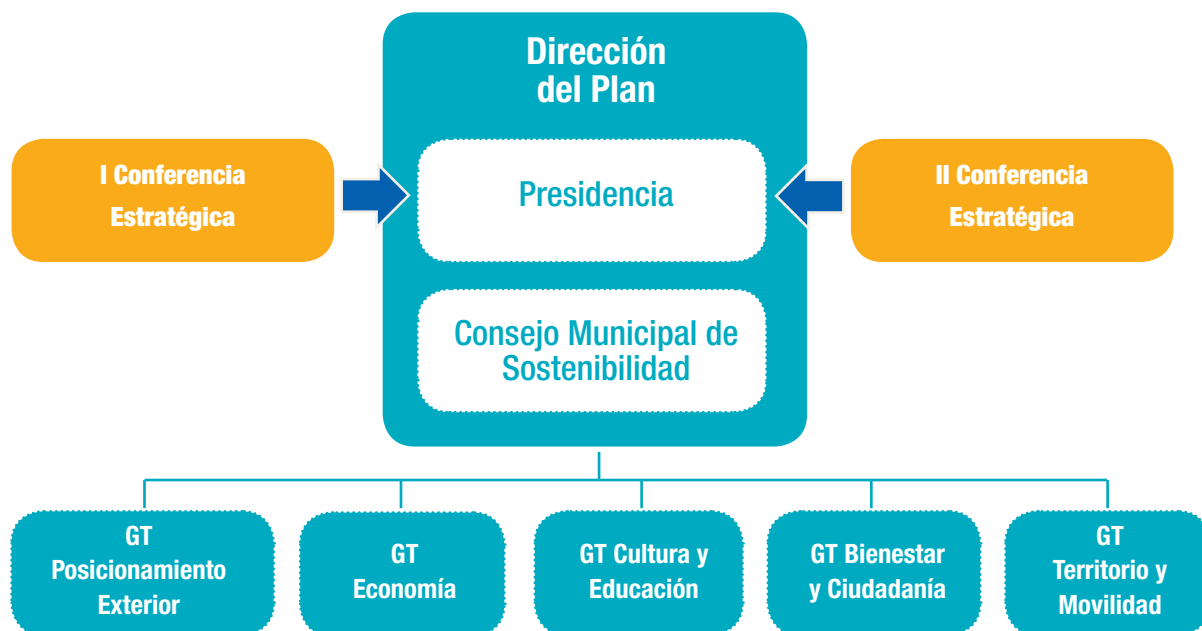 Dirección
del Plan
I Conferencia
Estratégica
Presidencia
II Conferencia
Estratégica
Consejo Municipal de
Sostenibilidad
GT
Posicionamiento
Exterior
GT
Economía
GT Cultura y
Educación
GT Bienestar
y Ciudadanía
GT
Territorio y
Movilidad